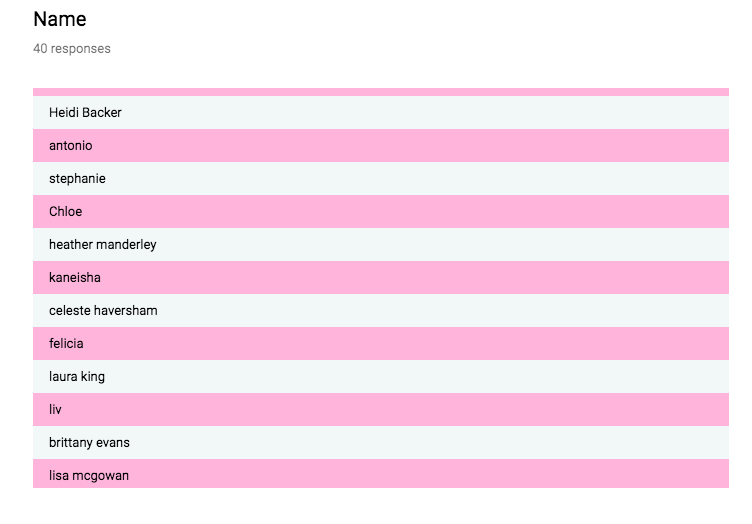 Name
40 responses
Heidi Backer
antonio
stephanie
Chloe
heather manderley
kaneisha
celeste haversham
felicia
laura king
liv
brittany evans
lisa mcgowan